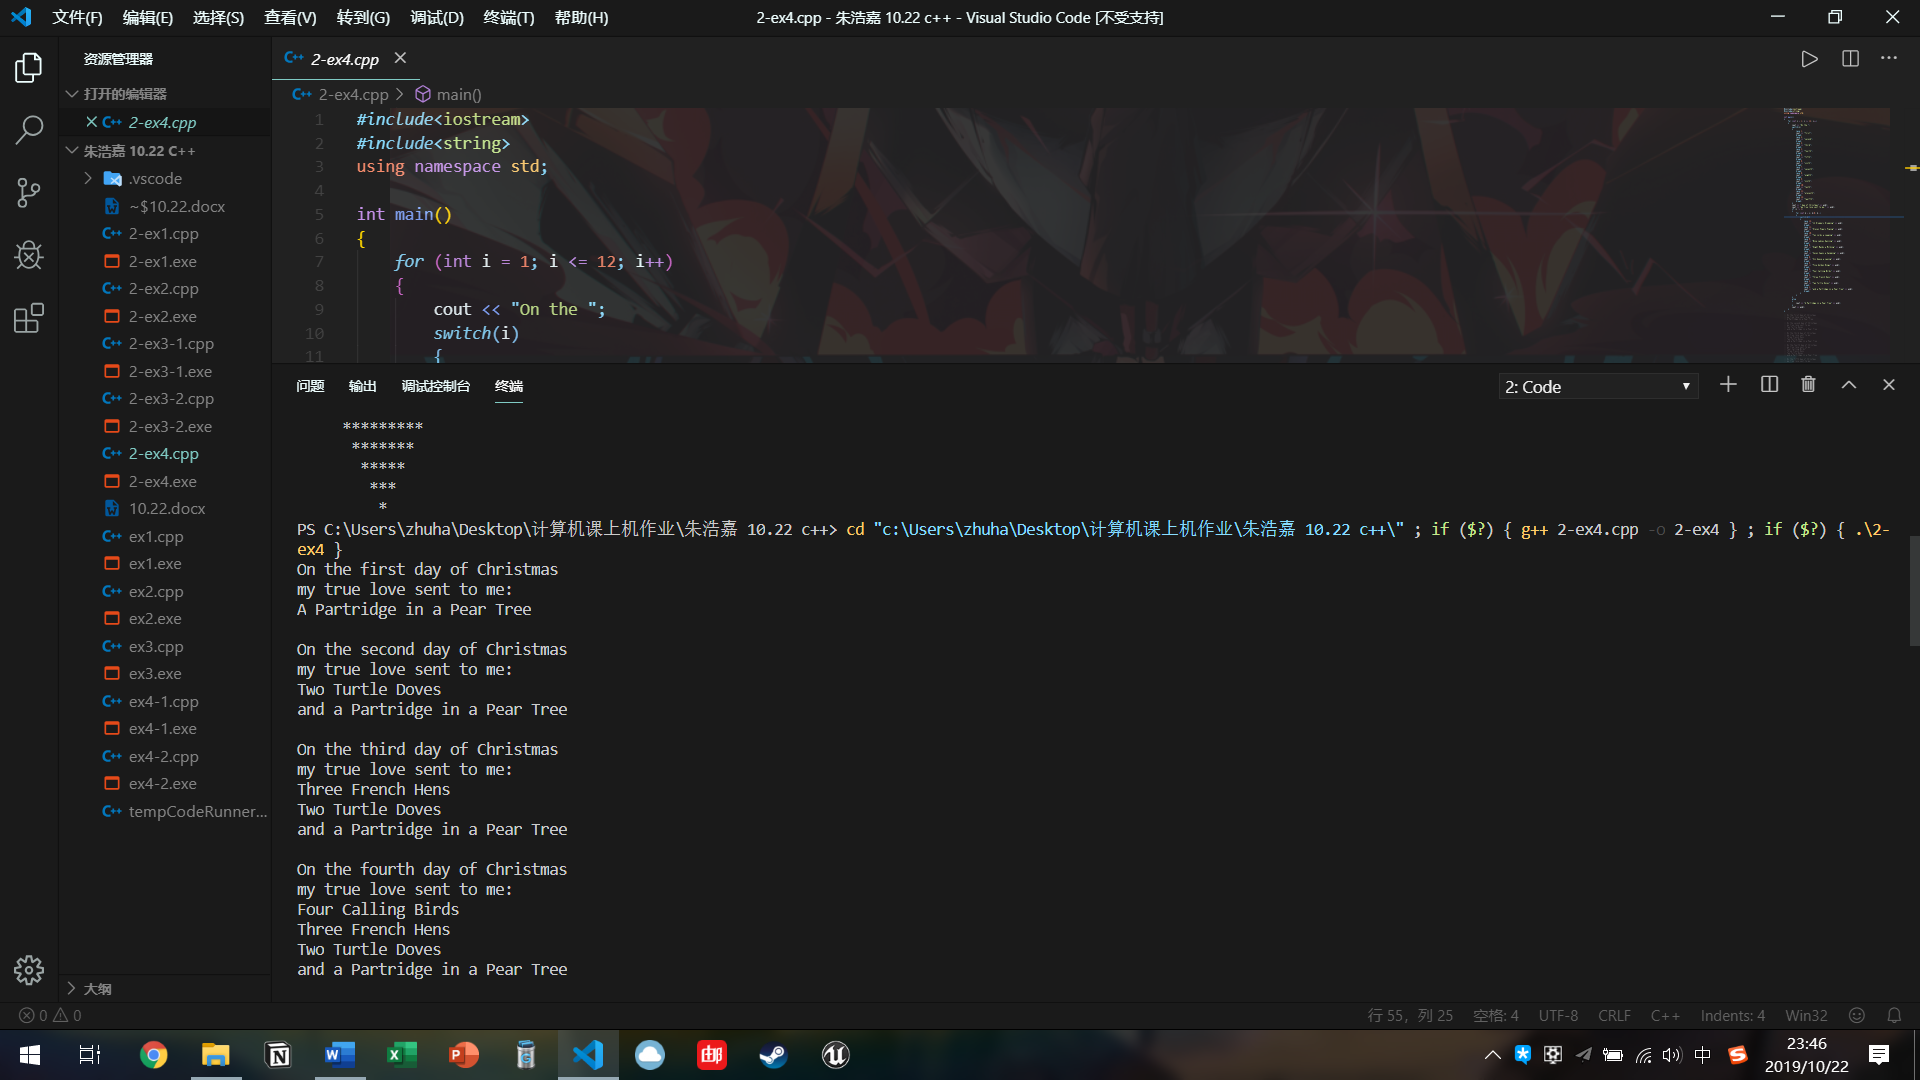 文件(F) 编辑(E) 选择(S) 查看(V) 转到(G) 调试(D) 终端(T) 帮助(H)
2-ex4.cpp - 朱浩嘉 10.22 c++ - Visual Studio Code [不受支持]
资源管理器
打开的编辑器
2-ex4.cpp
朱浩嘉 10.22 C++
.vscode
~$10.22.docx
2-ex1.cpp
2-ex1.exe
2-ex2.cpp
2-ex2.exe
2-ex3-1.cpp
2-ex3-1.exe
2-ex3-2.cpp
2-ex3-2.exe
2-ex4.cpp
2-ex4.exe
10.22.docx
ex1.cpp
ex1.exe
ex2.cpp
ex2.exe
ex3.cpp
ex3.exe
ex4-1.cpp
ex4-1.exe
ex4-2.cpp
ex4-2.exe
tempCodeRunner...
大纲
2-ex4.cpp
2-ex4.cpp > main()
1 #include<iostream>
2 #include<string>
3 using namespace std;
4
5 int main()
6 {
7 for (int i = 1; i <= 12; i++)
8 {
9 cout << "On the ";
10 switch(i)
11 {
问题 输出 调试控制台 终端
2: Code
*********
*******
*****
***
*
PS C:\Users\zhuha\Desktop\计算机课上机作业\朱浩嘉 10.22 c++> cd "c:\Users\zhuha\Desktop\计算机课上机作业\朱浩嘉 10.22 c++\" ; if ($?) { g++ 2-ex4.cpp -o 2-ex4 } ; if ($?) { .\2-
ex4 }
On the first day of Christmas
my true love sent to me:
A Partridge in a Pear Tree

On the second day of Christmas
my true love sent to me:
Two Turtle Doves
and a Partridge in a Pear Tree

On the third day of Christmas
my true love sent to me:
Three French Hens
Two Turtle Doves
and a Partridge in a Pear Tree

On the fourth day of Christmas
my true love sent to me:
Four Calling Birds
Three French Hens
Two Turtle Doves
and a Partridge in a Pear Tree
0 0
行 55, 列 25 空格: 4 UTF-8 CRLF C++ Indents: 4 Win32
中
23:46
2019/10/22